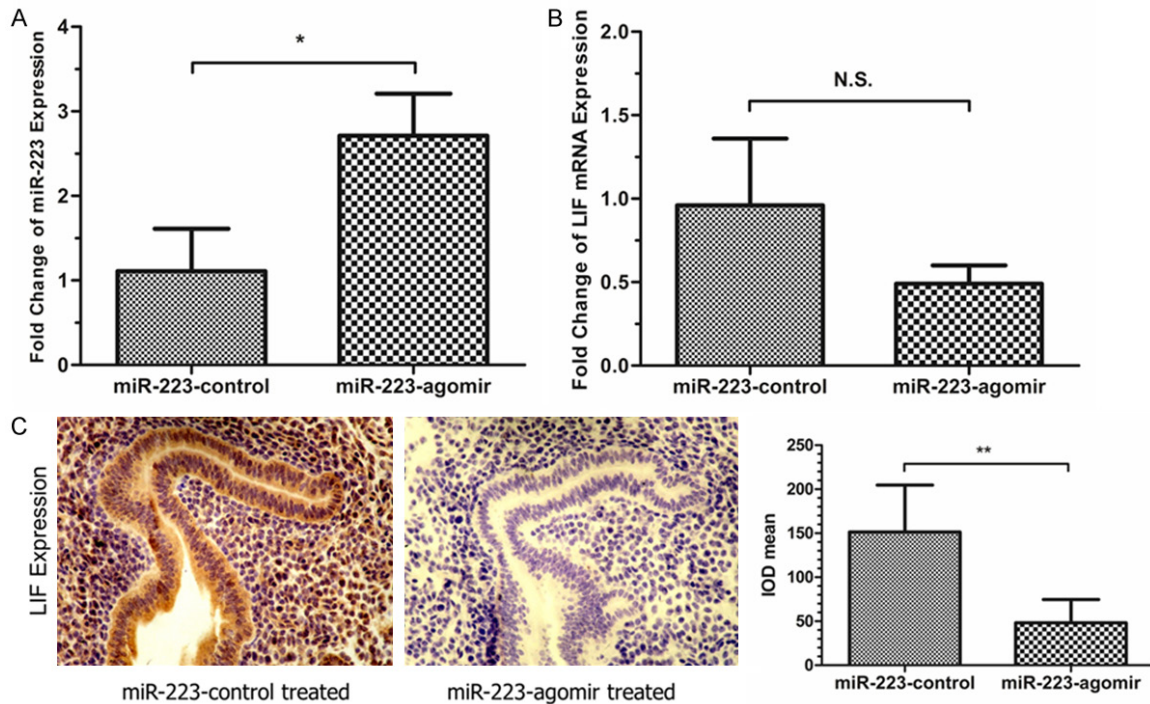 A
Fold Change of miR-223 Expression
4
3
2
1
0
*
miR-223-control
miR-223-agomir
B
Fold Change of LIF mRNA Expression
2.0
1.5
1.0
0.5
0.0
N.S.
miR-223-control
miR-223-agomir
C
LIF Expression
miR-223-control treated
miR-223-agomir treated
IOD mean
250
200
150
100
50
0
**
miR-223-control
miR-223-agomir